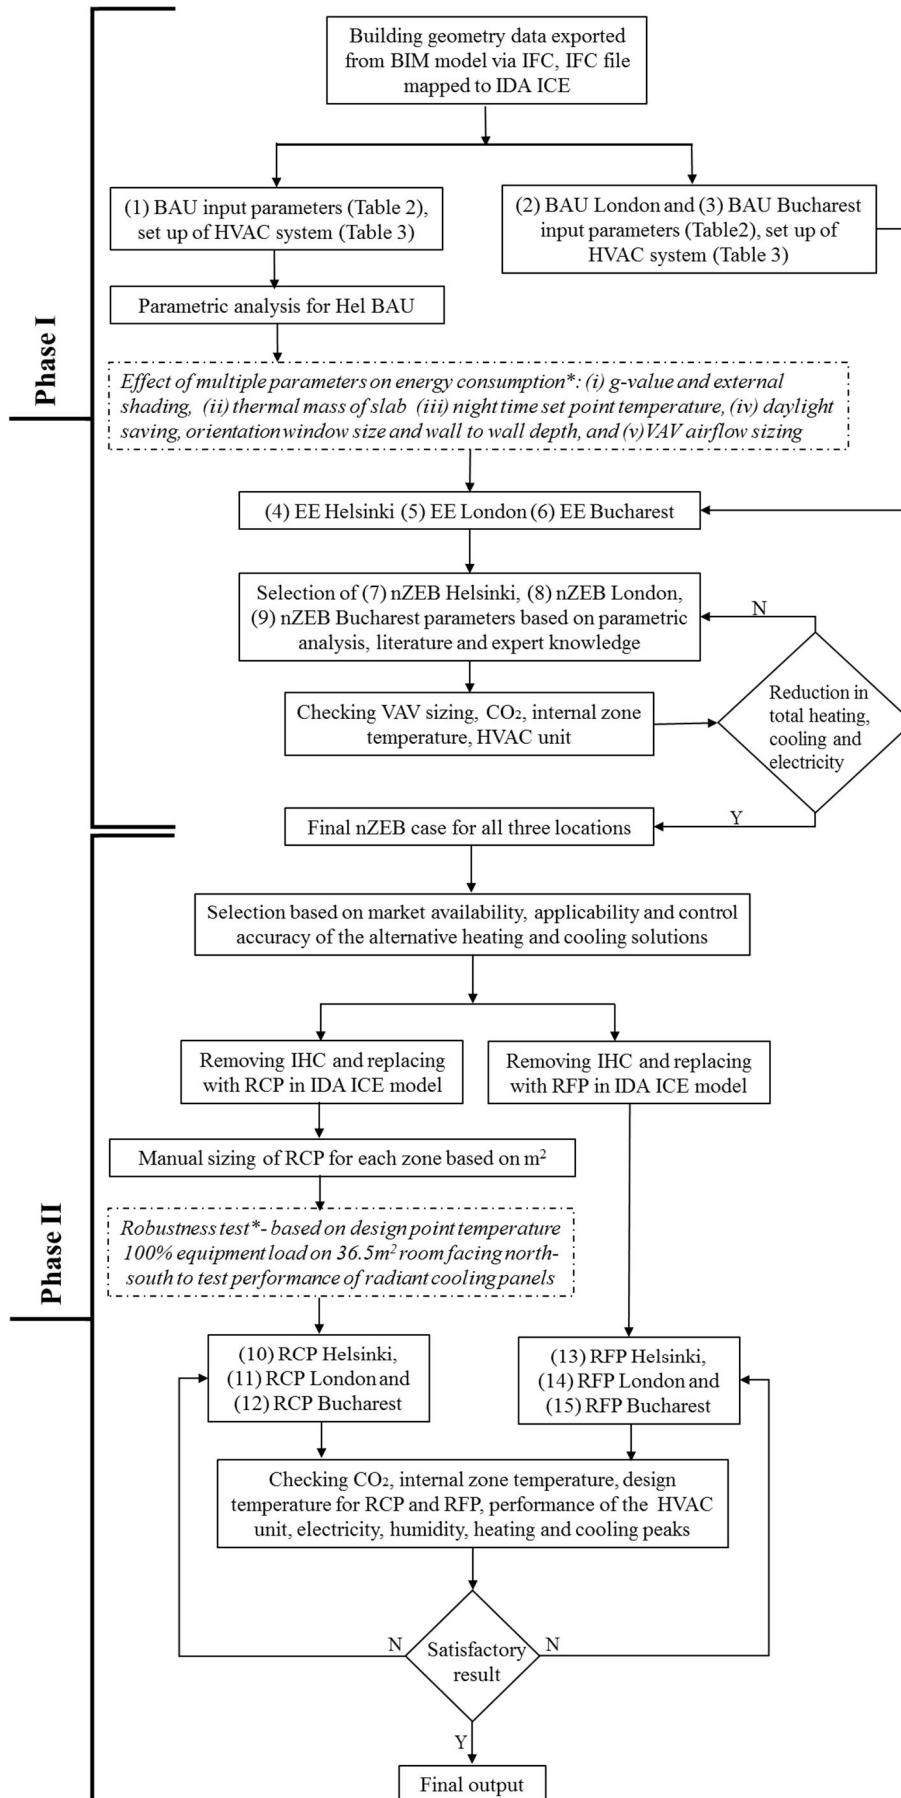 Building geometry data exported
from BIM model via IFC, IFC file
mapped to IDA ICE
(1) BAU input parameters (Table 2),
set up of HVAC system (Table 3)
(2) BAU London and (3) BAU Bucharest
input parameters (Table2), set up of
HVAC system (Table 3)
Parametric analysis for Hel BAU
Phase I
Effect of multiple parameters on energy consumption*: (i) g-value and external
shading, (ii) thermal mass of slab (iii) night time set point temperature, (iv) daylight
saving, orientation window size and wall to wall depth, and (v)VAV airflow sizing
(4) EE Helsinki (5) EE London (6) EE Bucharest
Selection of (7) nZEB Helsinki, (8) nZEB London,
(9) nZEB Bucharest parameters based on parametric
analysis, literature and expert knowledge
N
Checking VAV sizing, CO₂, internal zone
temperature, HVAC unit
Reduction in
total heating,
cooling and
electricity
Y
Final nZEB case for all three locations
Selection based on market availability, applicability and control
accuracy of the alternative heating and cooling solutions
Removing IHC and replacing
with RCP in IDA ICE model
Removing IHC and replacing
with RFP in IDA ICE model
Manual sizing of RCP for each zone based on m²
Phase II
Robustness test*- based on design point temperature
100% equipment load on 36.5m² room facing north-
south to test performance of radiant cooling panels
(10) RCP Helsinki,
(11) RCP London and
(12) RCP Bucharest
(13) RFP Helsinki,
(14) RFP London and
(15) RFP Bucharest
Checking CO₂, internal zone temperature, design
temperature for RCP and RFP, performance of the HVAC
unit, electricity, humidity, heating and cooling peaks
N
Satisfactory
result
N
Y
Final output